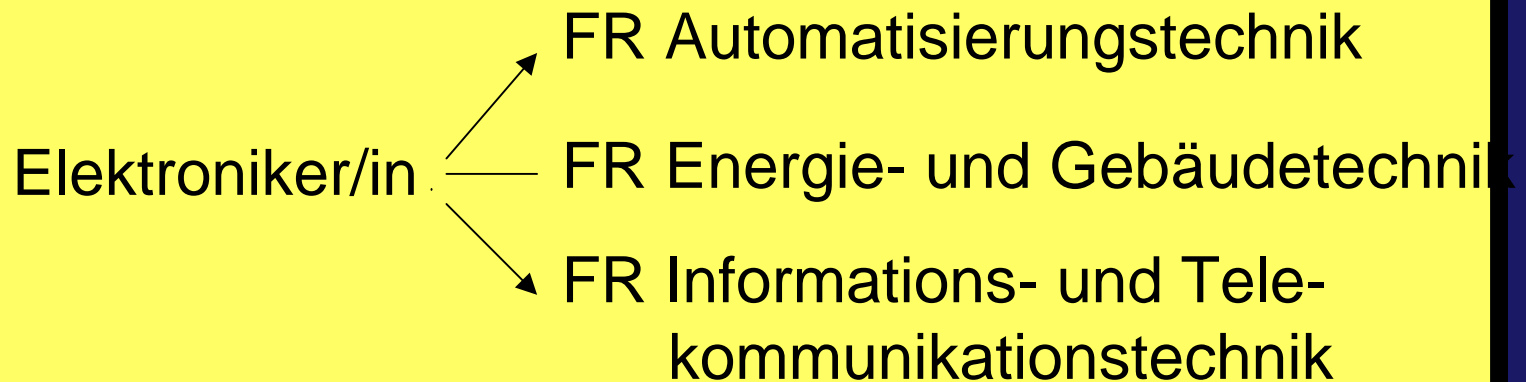 FR Automatisierungstechnik
Elektroniker/in
FR Energie- und Gebäudetechnik
FR Informations- und Tele-
kommunikationstechnik